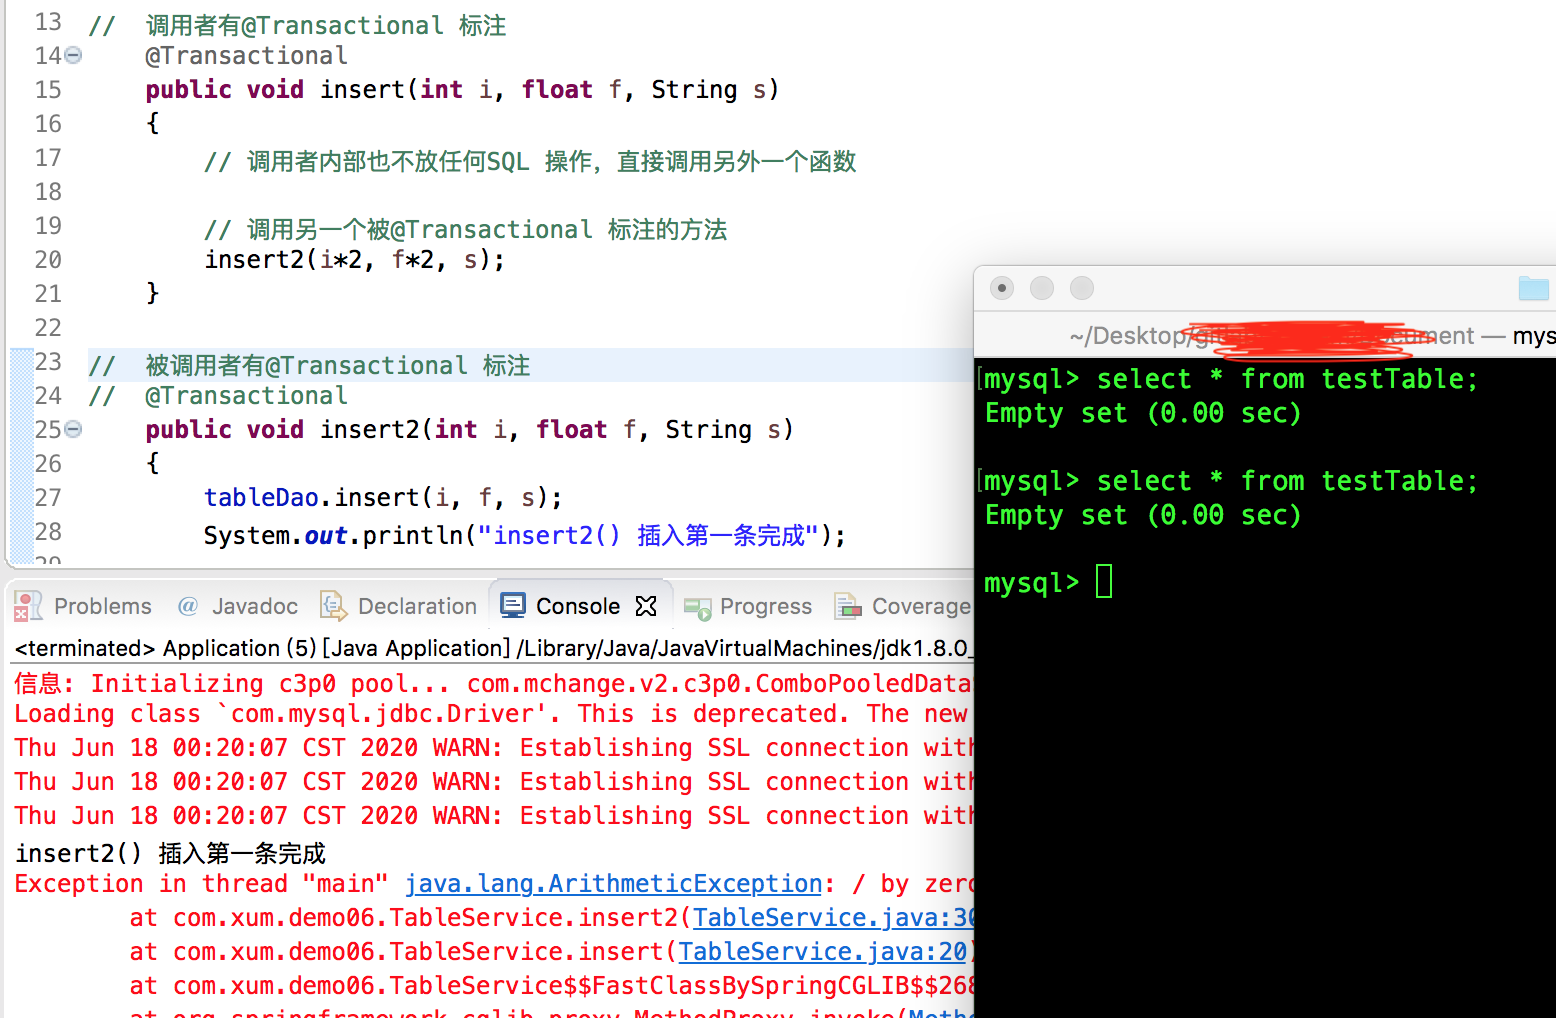 13 //  调用者有@Transactional 标注
14 @Transactional
15 public void insert(int i, float f, String s)
16 {
17 // 调用者内部也不放任何SQL 操作，直接调用另外一个函数
18
19 // 调用另一个被@Transactional 标注的方法
20 insert2(i*2, f*2, s);
21 }
22
23 //  被调用者有@Transactional 标注
24 //  @Transactional
25 public void insert2(int i, float f, String s)
26 {
27 tableDao.insert(i, f, s);
28 System.out.println("insert2() 插入第一条完成");
Problems @ Javadoc Declaration Console Progress Coverage
<terminated> Application (5) [Java Application] /Library/Java/JavaVirtualMachines/jdk1.8.0_
信息: Initializing c3p0 pool... com.mchange.v2.c3p0.ComboPooledData
Loading class `com.mysql.jdbc.Driver'. This is deprecated. The new
Thu Jun 18 00:20:07 CST 2020 WARN: Establishing SSL connection with
Thu Jun 18 00:20:07 CST 2020 WARN: Establishing SSL connection with
Thu Jun 18 00:20:07 CST 2020 WARN: Establishing SSL connection with
insert2() 插入第一条完成
Exception in thread "main" java.lang.ArithmeticException: / by zero
at com.xum.demo06.TableService.insert2(TableService.java:30
at com.xum.demo06.TableService.insert(TableService.java:20)
at com.xum.demo06.TableService$$FastClassBySpringCGLIB$$268
at org.springframework.cglib.proxy.MethodProxy.invoke(Metho
~/Desktop/ — mys
[mysql> select * from testTable;
Empty set (0.00 sec)
[mysql> select * from testTable;
Empty set (0.00 sec)
mysql>